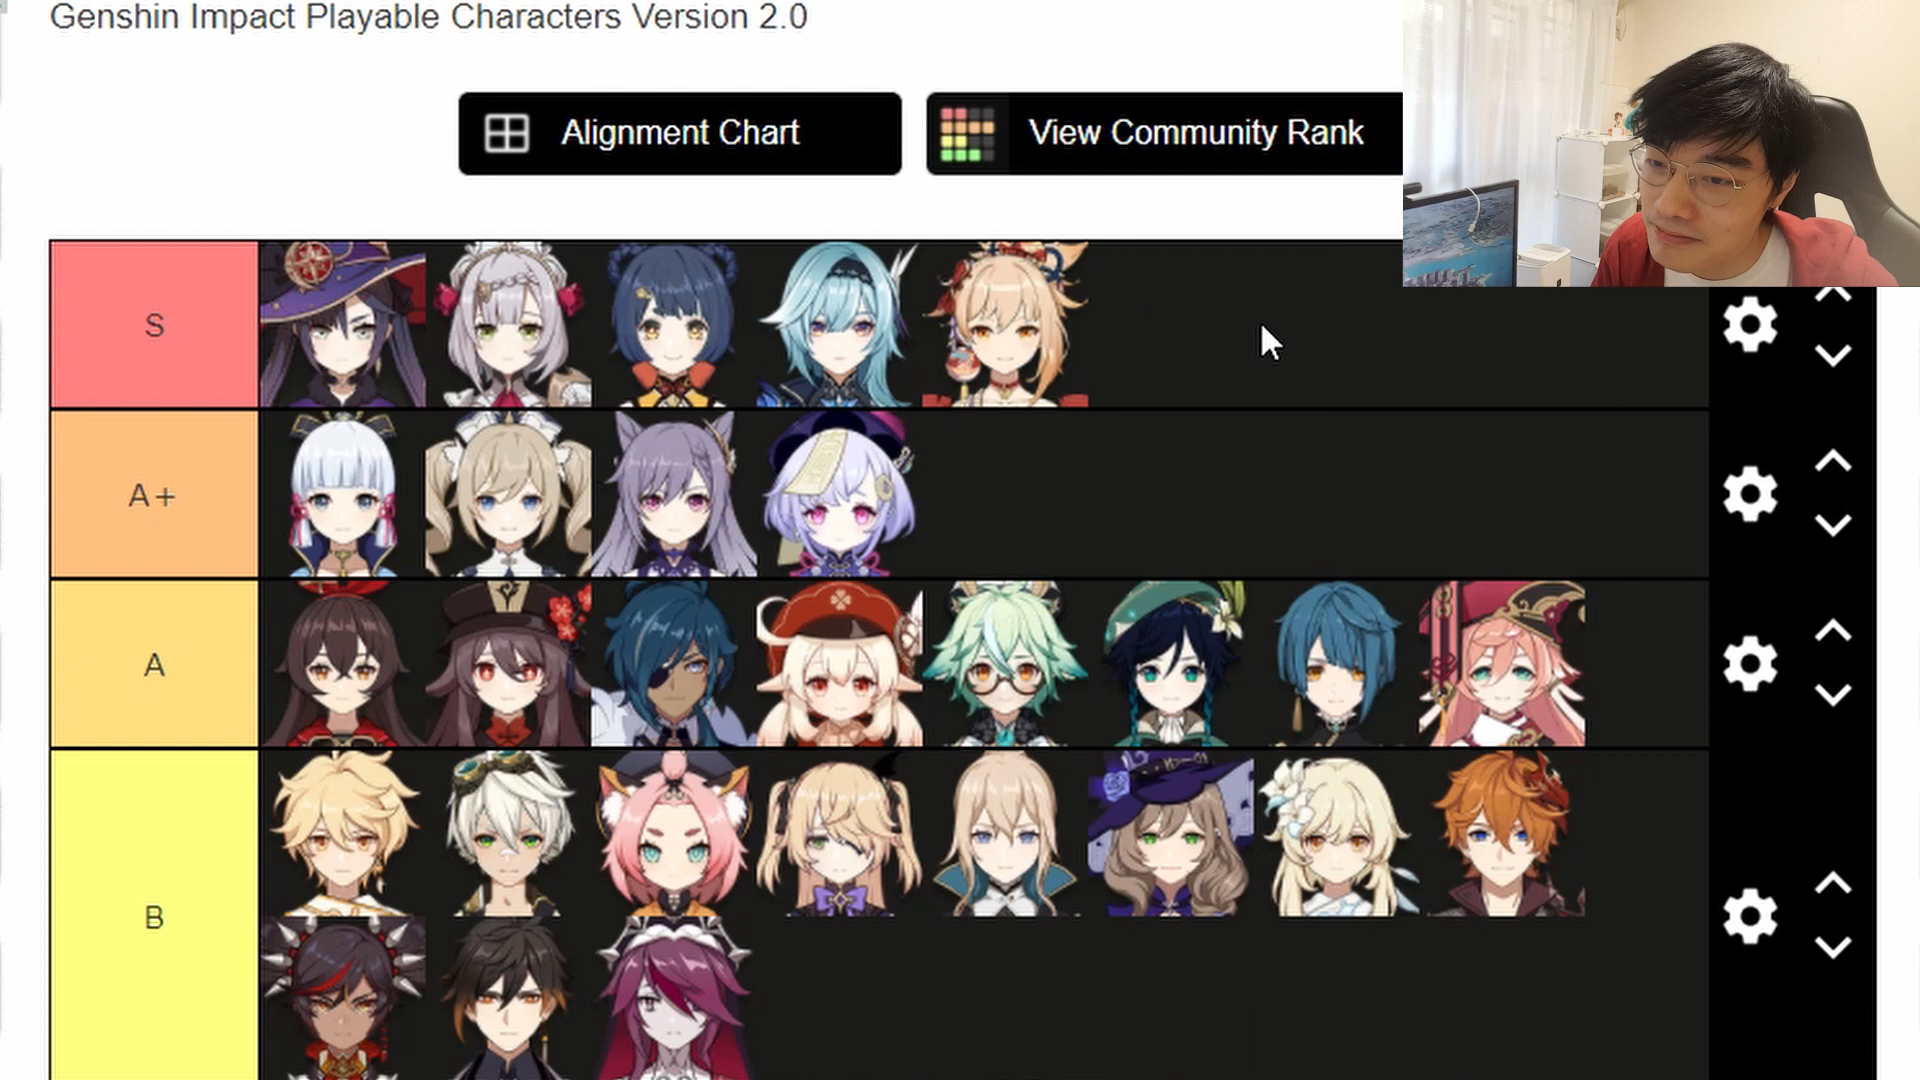 Genshin Impact Playable Characters Version 2.0
Alignment Chart
View Community Rank
S
A+
A
B